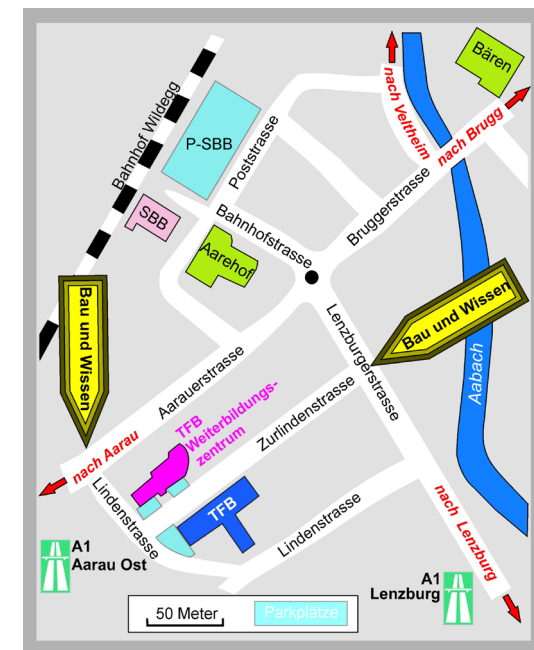 Bären
nach Veltheim
nach Brugg
Bahnhof Wildegg
P-SBB
Poststrasse
SBB
Bahnhofstrasse
Bruggerstrasse
Aarehof
Bau und Wissen
Bau und Wissen
Lenzburgerstrasse
Aabach
Aarauerstrasse
Zurlindenstrasse
TFB
Weiterbildungs-
zentrum
nach Aarau
Lindenstrasse
TFB
Lindenstrasse
nach Lenzburg
A1
Aarau Ost
A1
Lenzburg
50 Meter
Parkplätze